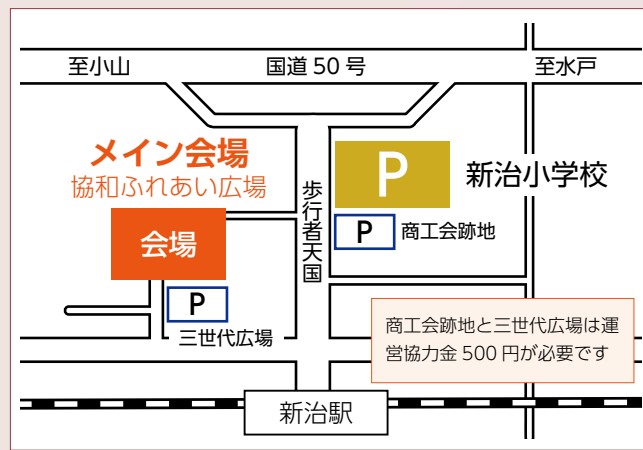 至小山
国道50号
至水戸
メイン会場
協和ふれあい広場
会場
P
三世代広場
歩行者天国
P
新治小学校
P
商工会跡地
商工会跡地と三世代広場は運
営協力金500円が必要です
新治駅